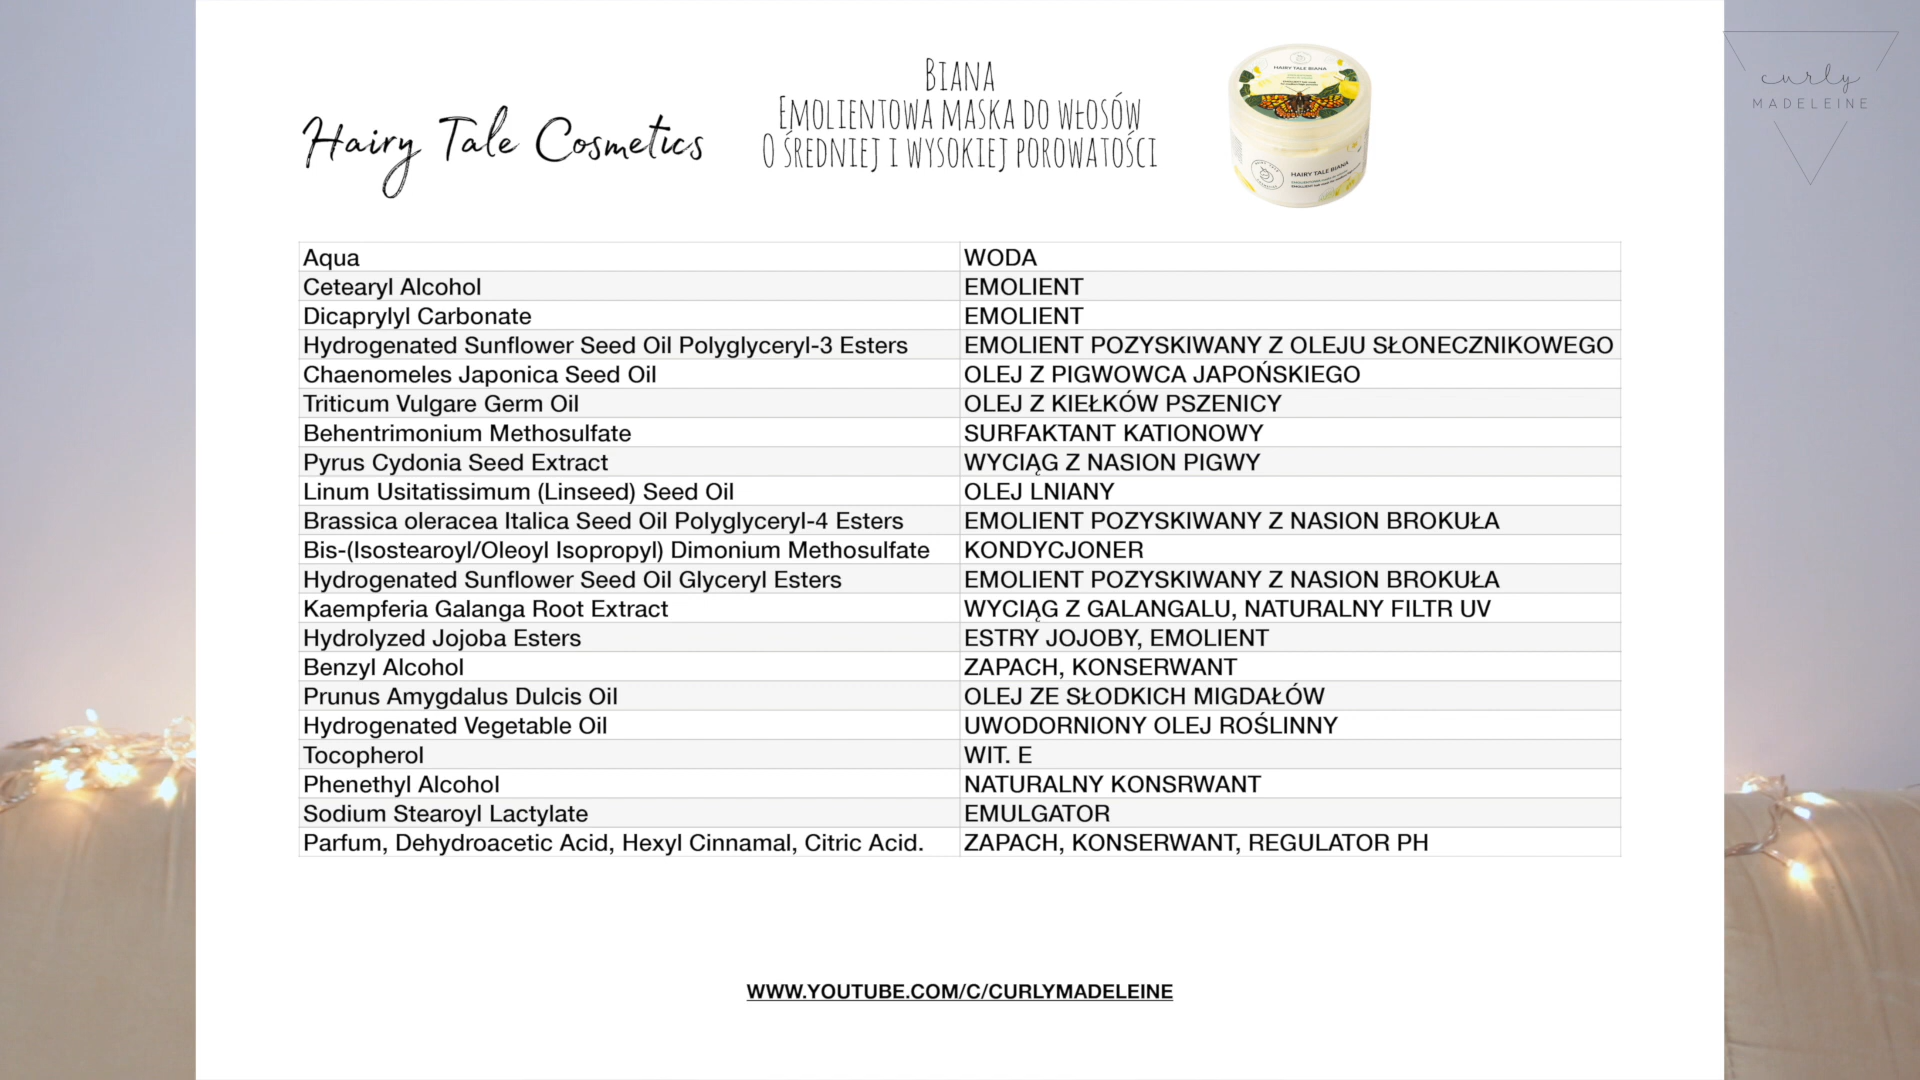 Hairy Tale Cosmetics
BIANA
EMOLIENTOWA MASKA DO WŁOSÓW
O ŚREDNIEJ I WYSOKIEJ POROWATOŚCI
HAIRY TALE BIANA
HAIRY TALE BIANA
curly
MADELEINE
Aqua WODA
Cetearyl Alcohol EMOLIENT
Dicaprylyl Carbonate EMOLIENT
Hydrogenated Sunflower Seed Oil Polyglyceryl-3 Esters EMOLIENT POZYSKIWANY Z OLEJU SŁONECZNIKOWEGO
Chaenomeles Japonica Seed Oil OLEJ Z PIGWOWCA JAPOŃSKIEGO
Triticum Vulgare Germ Oil OLEJ Z KIEŁKÓW PSZENICY
Behentrimonium Methosulfate SURFAKTANT KATIONOWY
Pyrus Cydonia Seed Extract WYCIĄG Z NASION PIGWY
Linum Usitatissimum (Linseed) Seed Oil OLEJ LNIANY
Brassica oleracea Italica Seed Oil Polyglyceryl-4 Esters EMOLIENT POZYSKIWANY Z NASION BROKUŁA
Bis-(Isostearoyl/Oleoyl Isopropyl) Dimonium Methosulfate KONDYCJONER
Hydrogenated Sunflower Seed Oil Glyceryl Esters EMOLIENT POZYSKIWANY Z NASION BROKUŁA
Kaempferia Galanga Root Extract WYCIĄG Z GALANGALU, NATURALNY FILTR UV
Hydrolyzed Jojoba Esters ESTRY JOJOBY, EMOLIENT
Benzyl Alcohol ZAPACH, KONSERWANT
Prunus Amygdalus Dulcis Oil OLEJ ZE SŁODKICH MIGDAŁÓW
Hydrogenated Vegetable Oil UWODORNIONY OLEJ ROŚLINNY
Tocopherol WIT. E
Phenethyl Alcohol NATURALNY KONSRWANT
Sodium Stearoyl Lactylate EMULGATOR
Parfum, Dehydroacetic Acid, Hexyl Cinnamal, Citric Acid. ZAPACH, KONSERWANT, REGULATOR PH
WWW.YOUTUBE.COM/C/CURLYMADELEINE